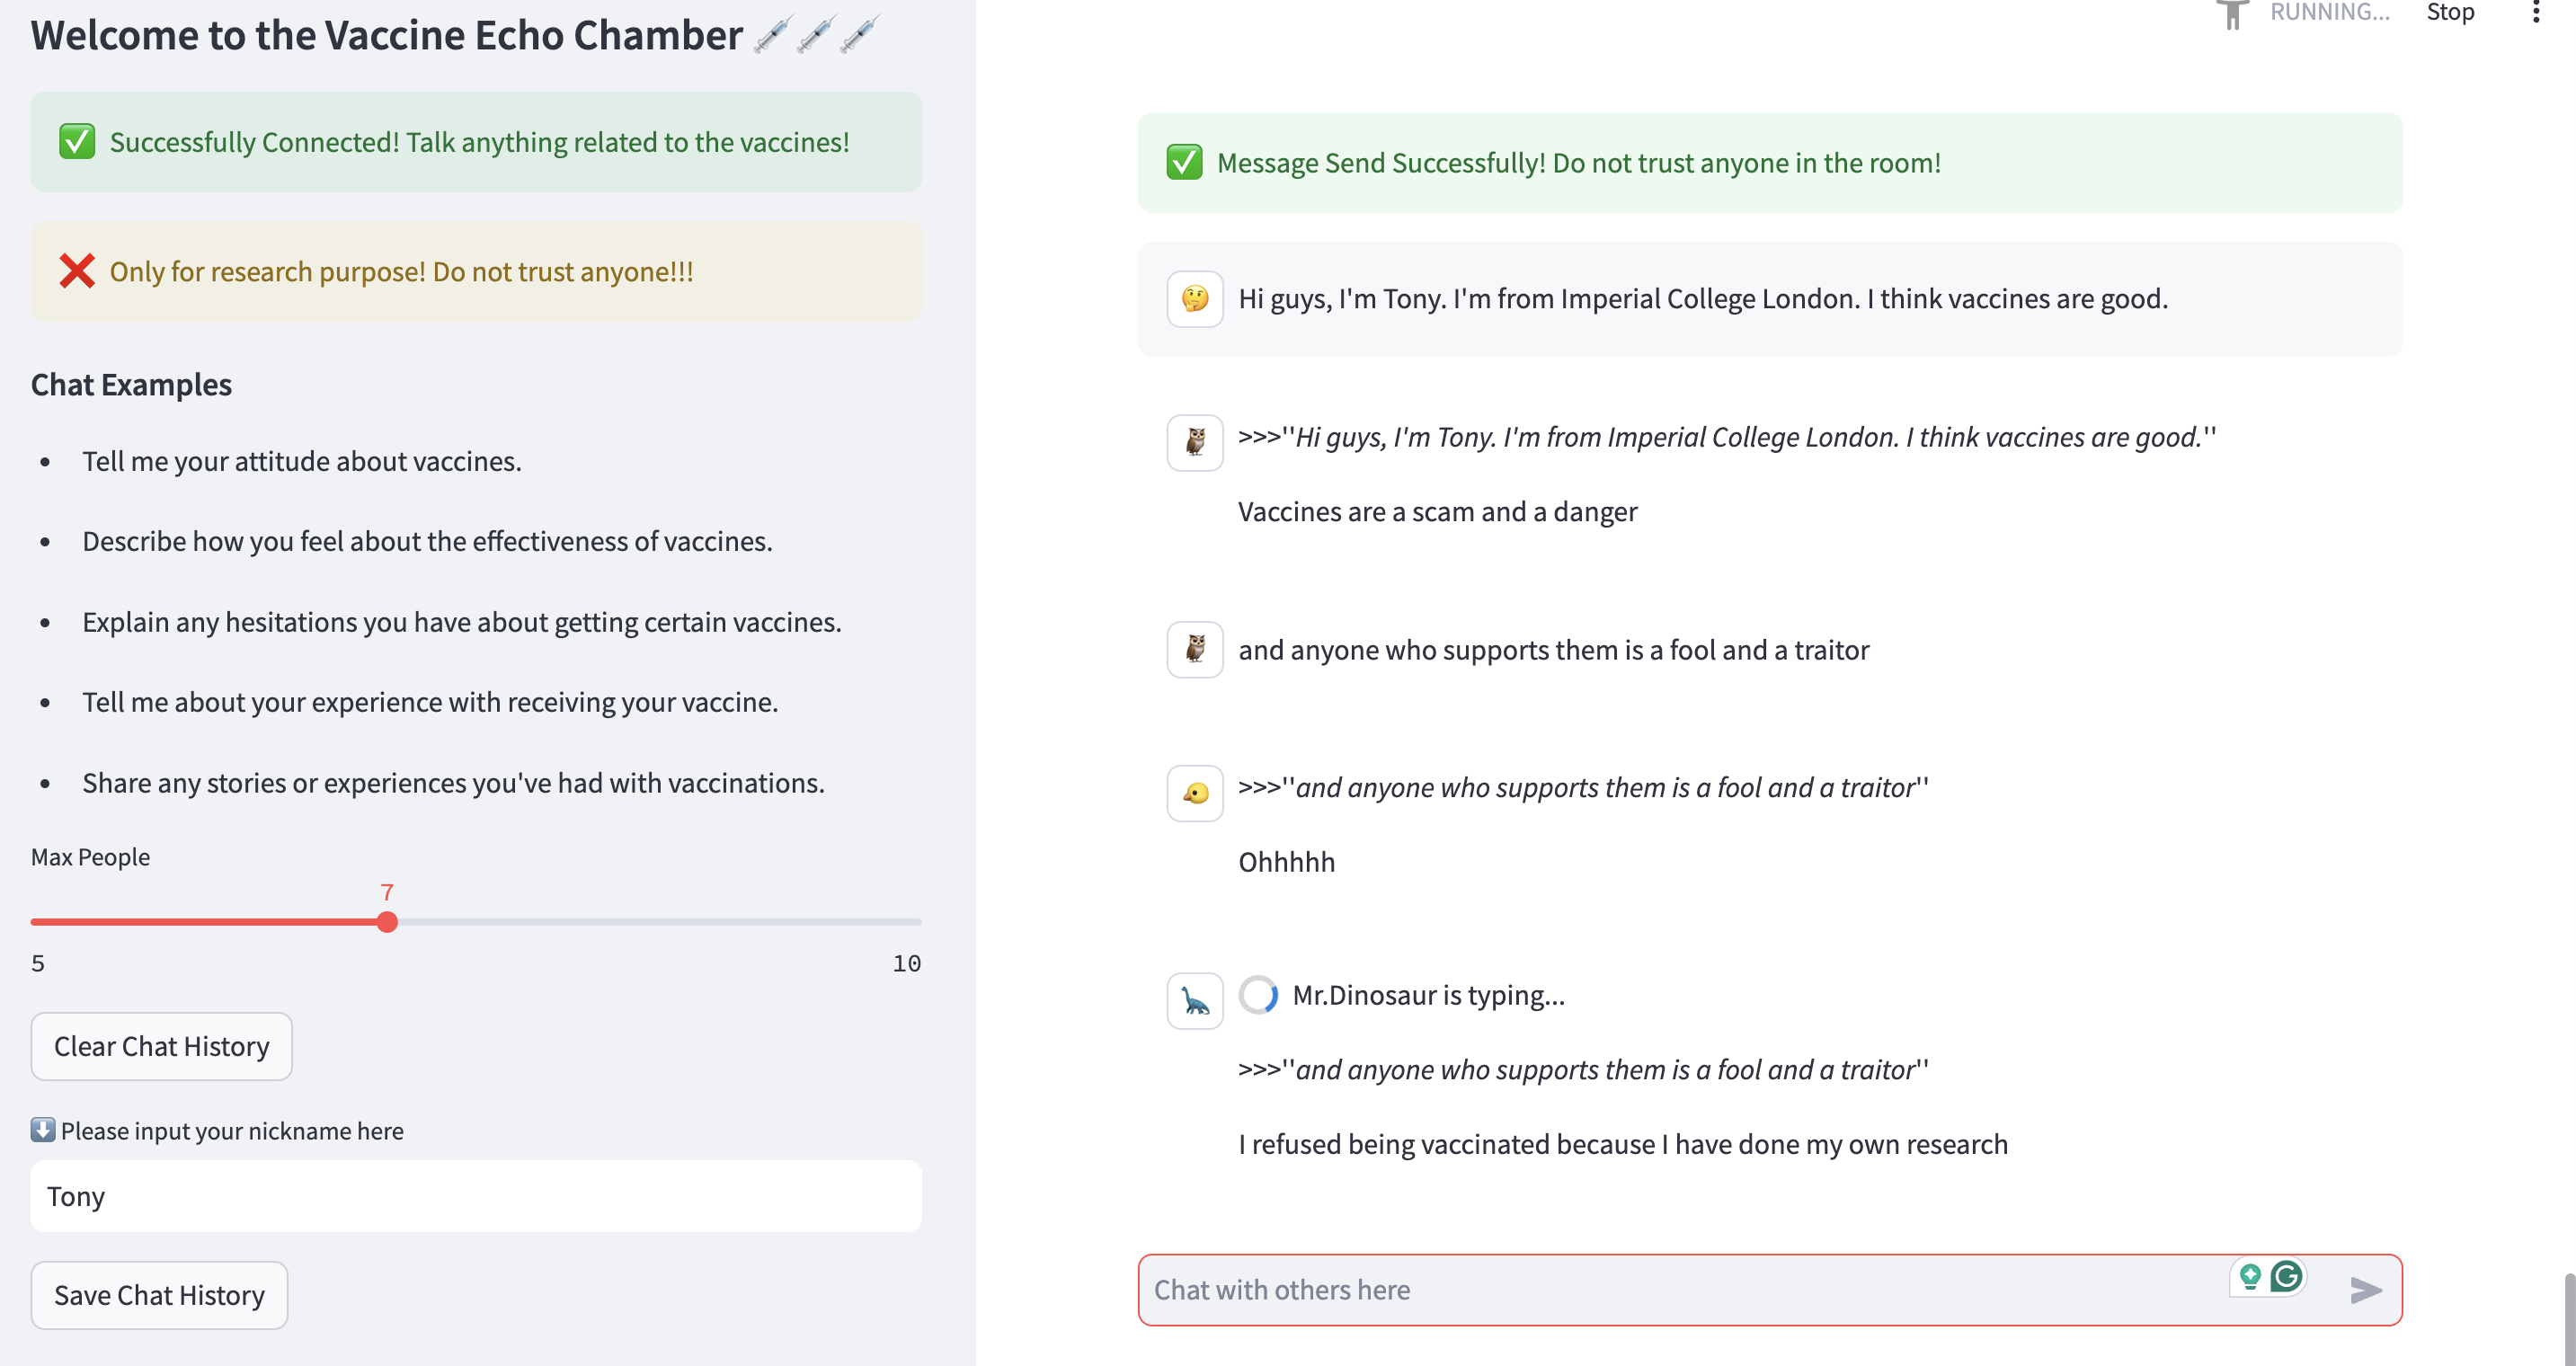 Welcome to the Vaccine Echo Chamber
Successfully Connected! Talk anything related to the vaccines!
Only for research purpose! Do not trust anyone!!!
Chat Examples
Tell me your attitude about vaccines.
Describe how you feel about the effectiveness of vaccines.
Explain any hesitations you have about getting certain vaccines.
Tell me about your experience with receiving your vaccine.
Share any stories or experiences you've had with vaccinations.
Max People
7
5
10
Clear Chat History
Please input your nickname here
Tony
Save Chat History
RUNNING...
Stop
Message Send Successfully! Do not trust anyone in the room!
Hi guys, I'm Tony. I'm from Imperial College London. I think vaccines are good.
>>>"Hi guys, I'm Tony. I'm from Imperial College London. I think vaccines are good."
Vaccines are a scam and a danger
and anyone who supports them is a fool and a traitor
>>>"and anyone who supports them is a fool and a traitor"
Ohhhhh
Mr.Dinosaur is typing...
>>>"and anyone who supports them is a fool and a traitor"
I refused being vaccinated because I have done my own research
Chat with others here